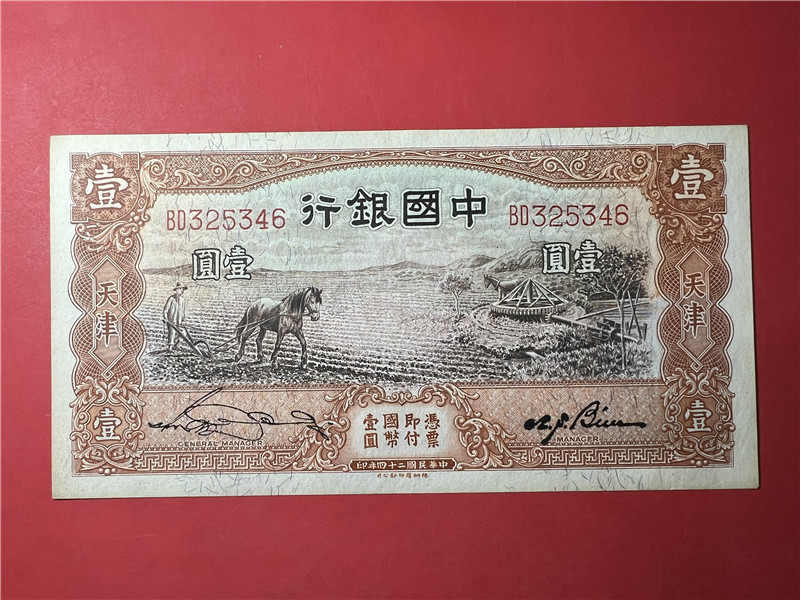 壹
壹
中國銀行
BD325346
BD325346
壹圓
壹圓
天津
天津
憑票
即付
國幣
壹圓
壹
壹
GENERAL MANAGER
MANAGER
中華民國二十四年印